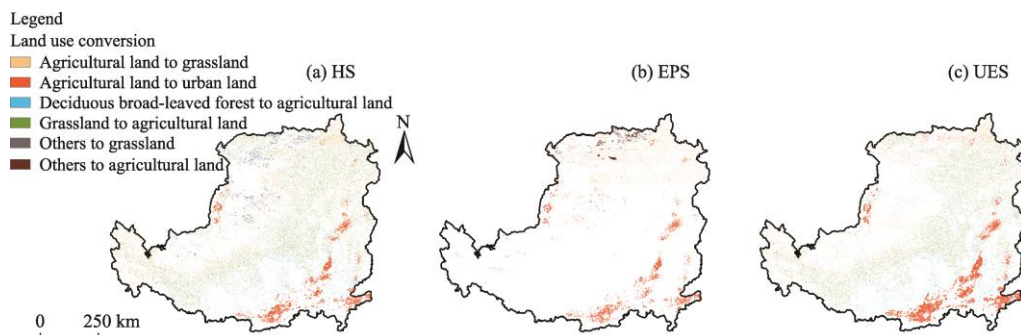 Legend
Land use conversion
Agricultural land to grassland
Agricultural land to urban land
Deciduous broad-leaved forest to agricultural land
Grassland to agricultural land
Others to grassland
Others to agricultural land
(a) HS
(b) EPS
(c) UES
N
0 250 km